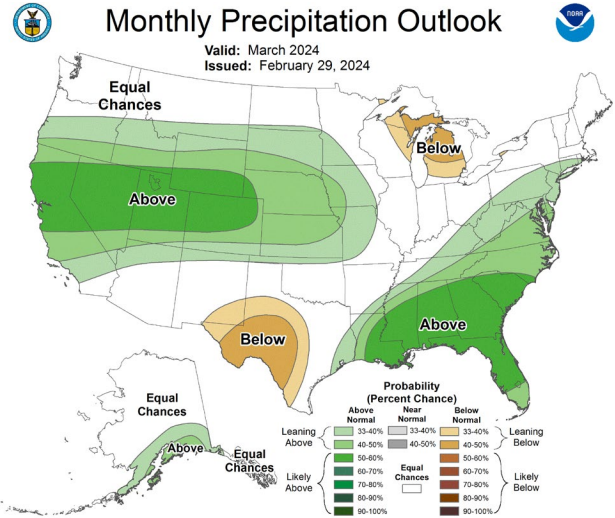 Monthly Precipitation Outlook
NOAA
Valid: March 2024
Issued: February 29, 2024
Equal
Chances
Below
Above
Above
Below
Equal
Chances
Above
Equal
Chances
Probability
(Percent Chance)
Above
Normal
Near
Normal
Below
Normal
Leaning
Above
33-40%
33-40%
33-40%
Leaning
Below
40-50%
40-50%
40-50%
Likely
Above
50-60%
50-60%
Likely
Below
60-70%
60-70%
70-80%
70-80%
80-90%
80-90%
90-100%
90-100%
Equal
Chances